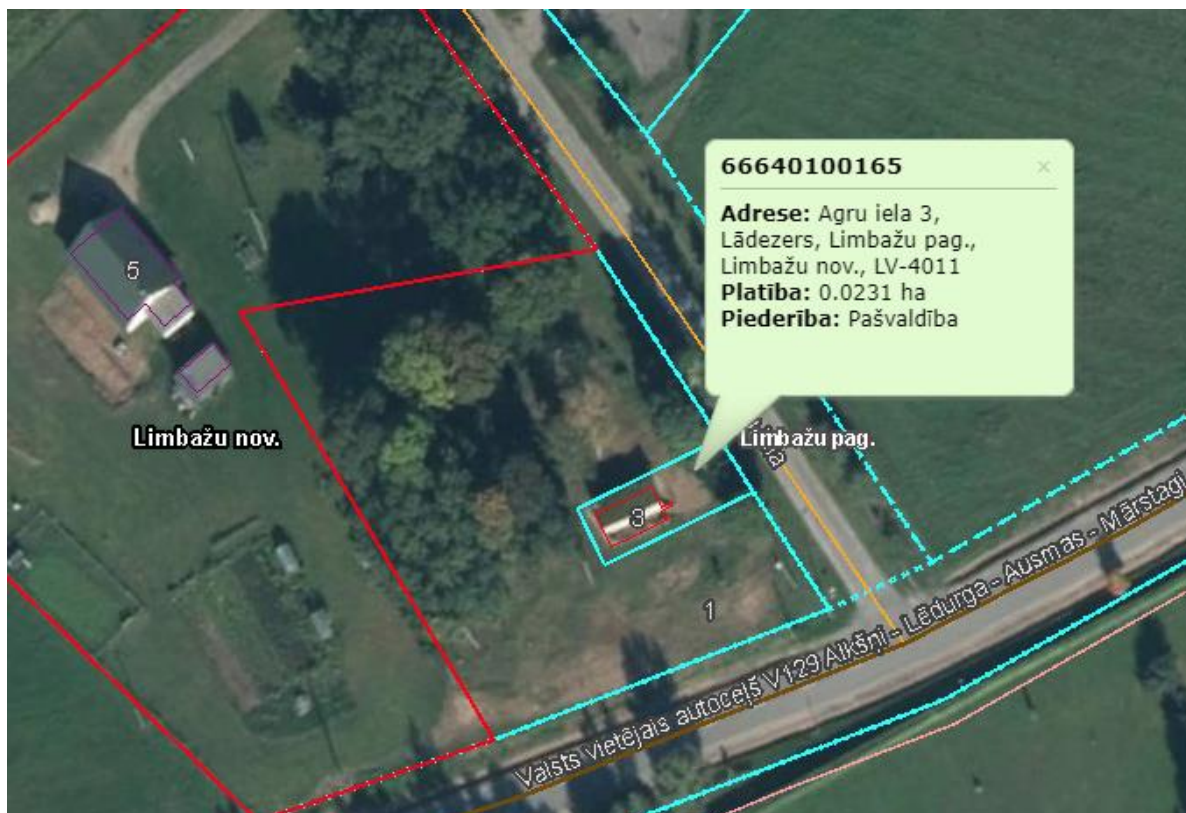 66640100165
×
Adrese: Agru iela 3,
Lādezers, Limbažu pag.,
Limbažu nov., LV-4011
Platība: 0.0231 ha
Piederība: Pašvaldība
5
Limbažu nov.
Limbažu pag.
3
1
Valsts vietējais autoceļš V129 Alkšņi - Lēdurga - Ausmas - Mārstagi